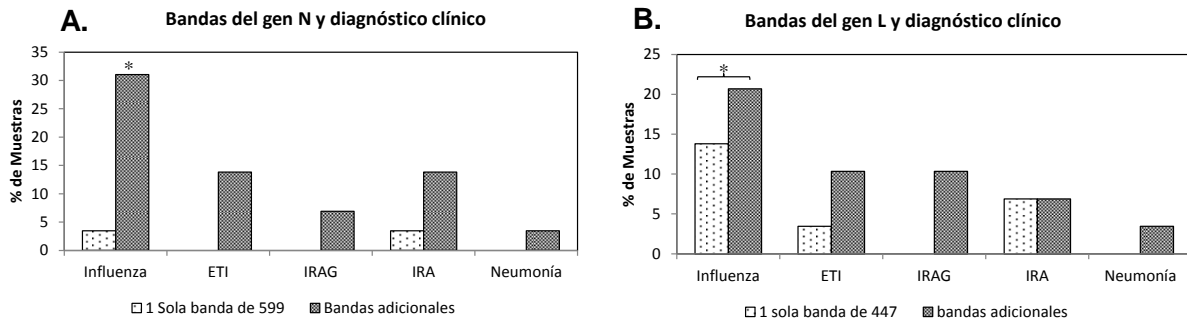 A.
Bandas del gen N y diagnóstico clínico
% de Muestras
35
30
25
20
15
10
5
0
*
Influenza ETI IRAG IRA Neumonía
1 Sola banda de 599 Bandas adicionales
B.
Bandas del gen L y diagnóstico clínico
% de Muestras
25
20
15
10
5
0
*
Influenza ETI IRAG IRA Neumonía
1 sola banda de 447 bandas adicionales